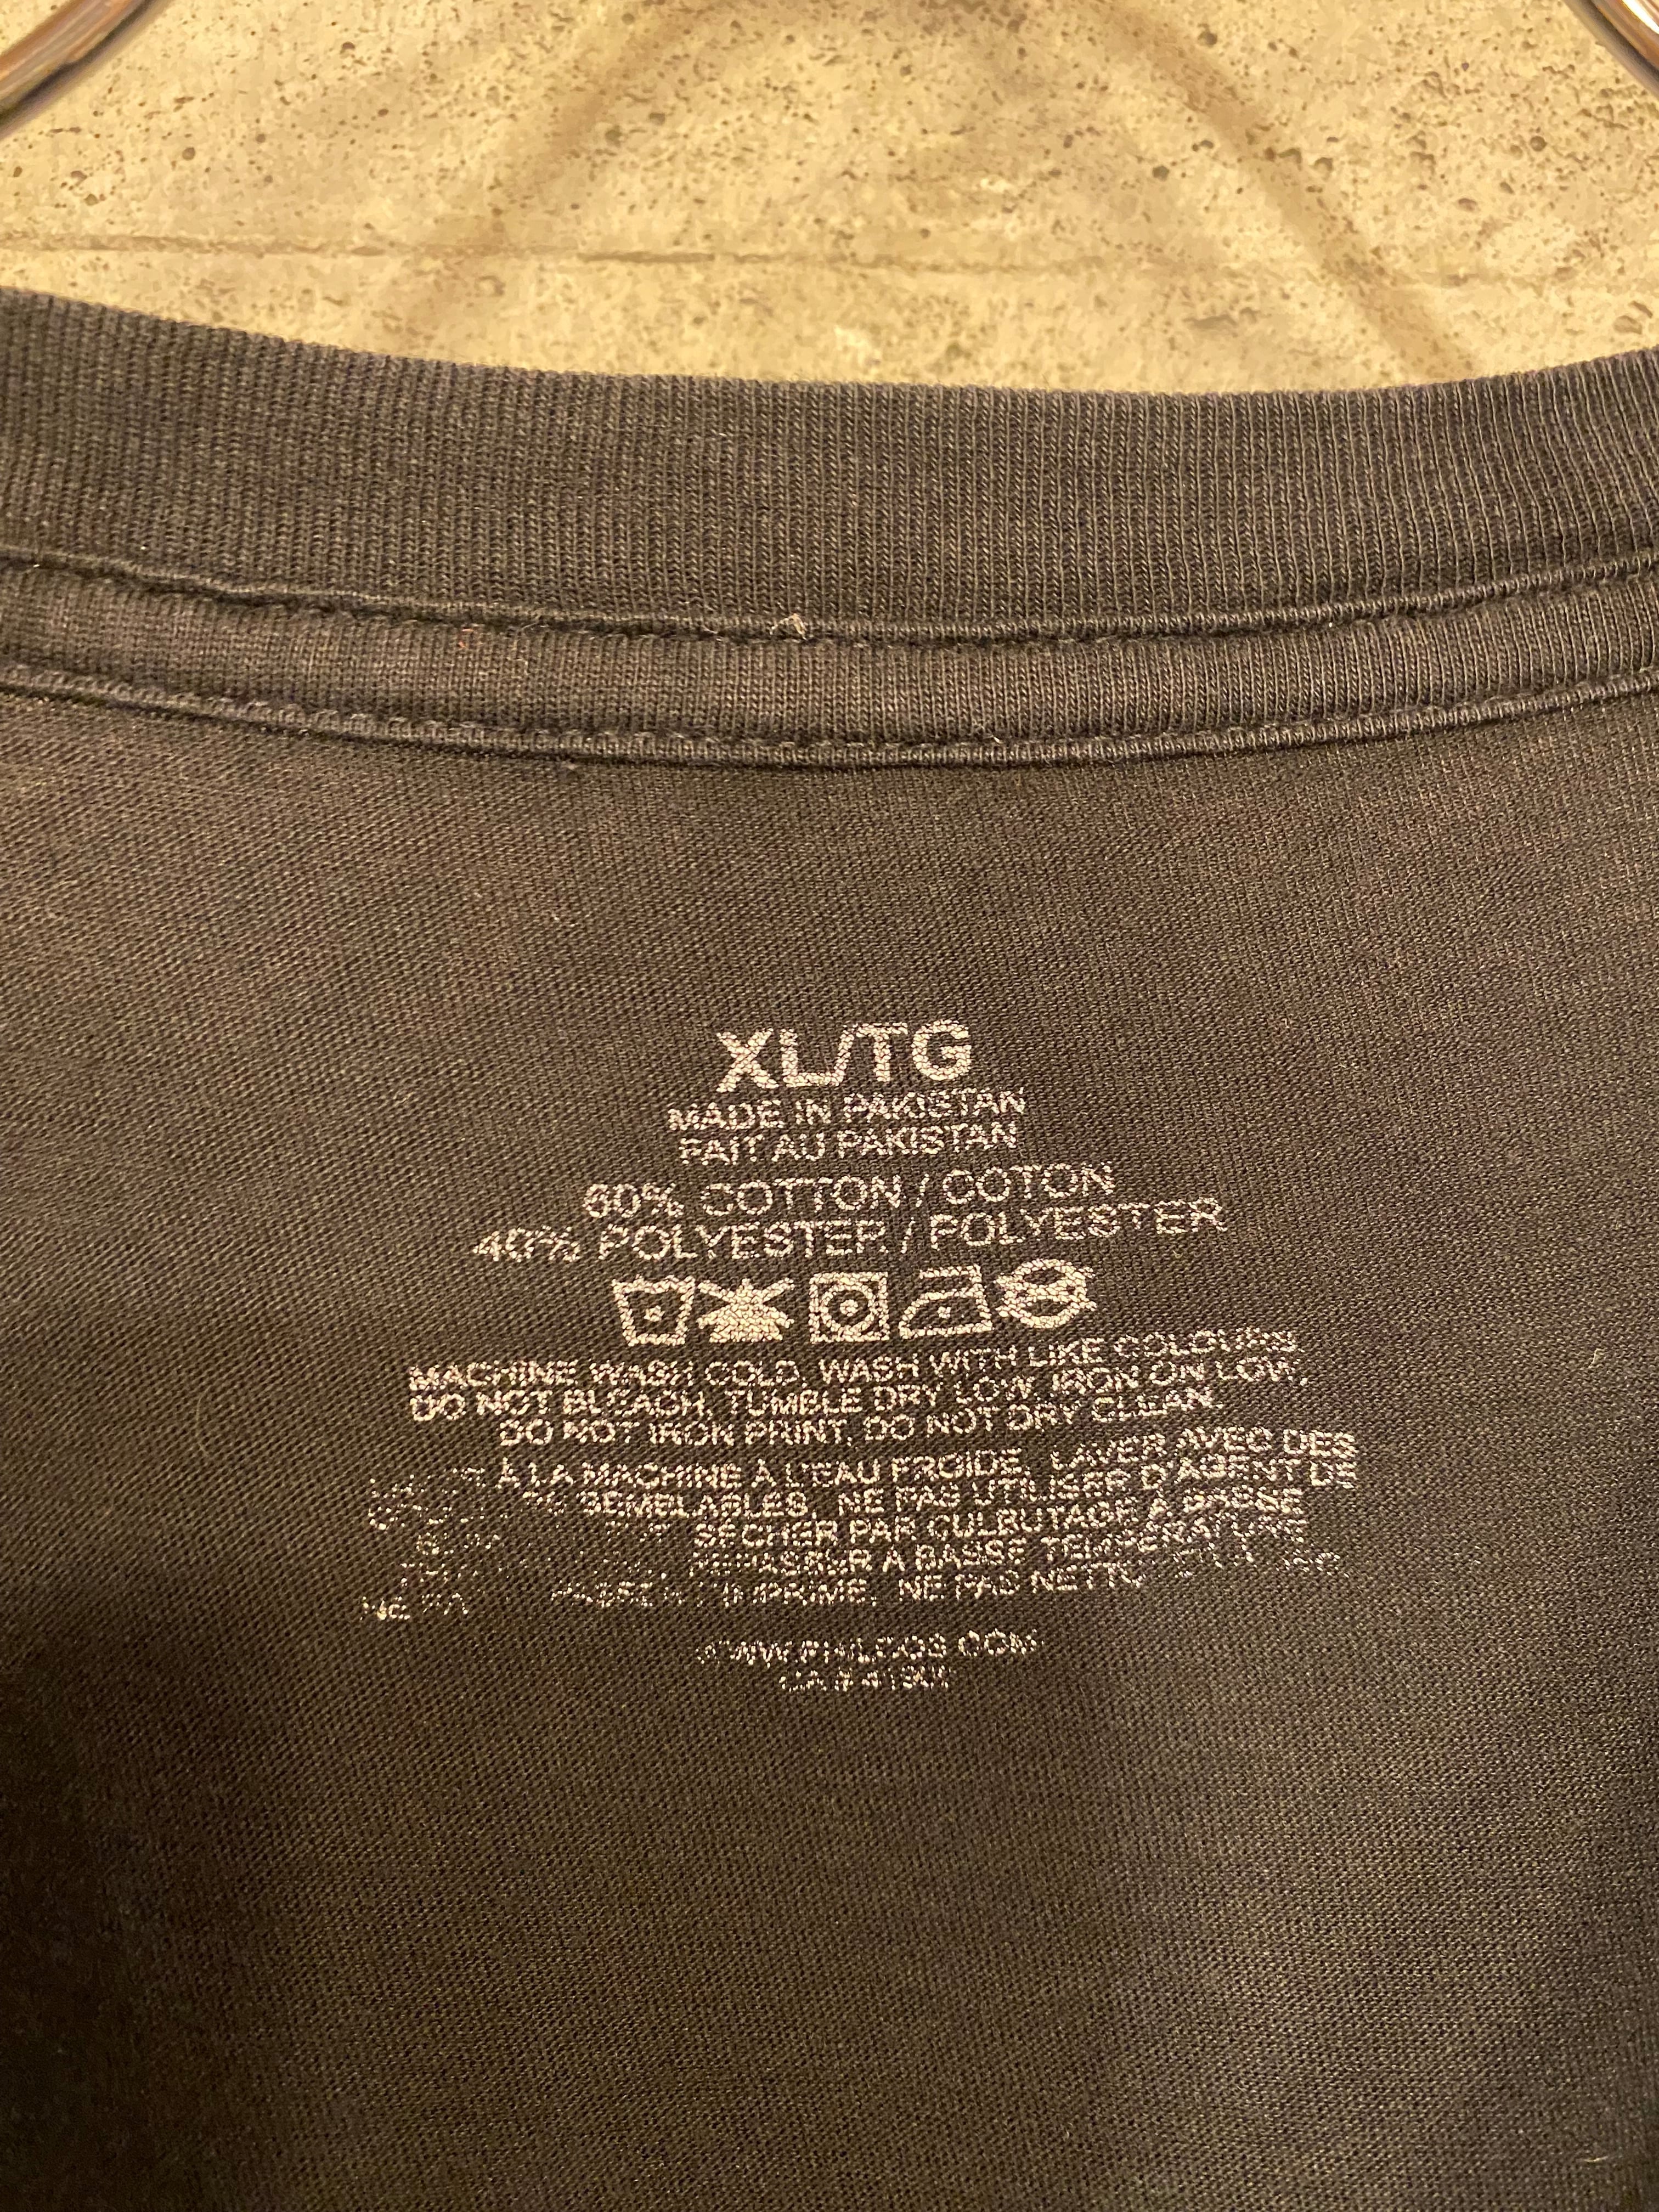 XL/TG
MADE IN PAKISTAN
FAIT AU PAKISTAN
60% COTTON / COTON
40% POLYESTER / POLYESTER
MACHINE WASH COLD, WASH WITH LIKE COLOURS,
DO NOT BLEACH, TUMBLE DRY LOW, IRON ON LOW,
DO NOT IRON PRINT, DO NOT DRY CLEAN.
À LA MACHINE À L'EAU FROIDE, LAVER AVEC DES
SEMBLABLES, NE PAS UTILISER D'AGENT DE
SÉCHER PAR CULBUTAGE À BASSE
REPASSER À BASSE TEMPÉRATURE
NE PAS L'IMPRIMÉ, NE PAS